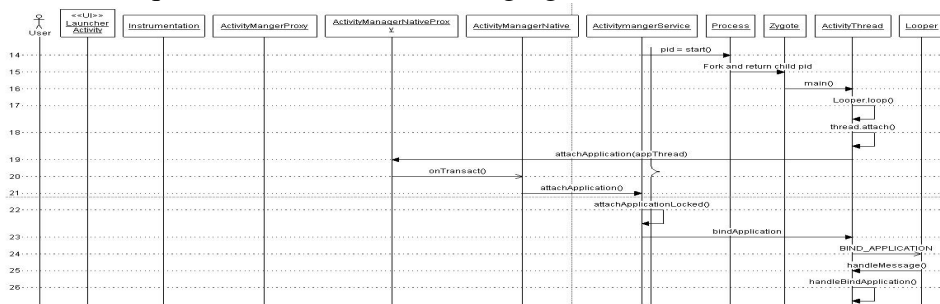 User
<<UI>>
Launcher
Activity
Instrumentation
ActivityMangerProxy
ActivityManagerNativeProx
y
ActivityManagerNative
ActivitymangerService
Process
Zygote
ActivityThread
Looper
14
pid = start()
15
Fork and return child pid
16
main()
17
Looper.loop()
18
thread.attach()
19
attachApplication(appThread)
20
onTransact()
21
attachApplication()
22
attachApplicationLocked()
23
bindApplication
24
BIND_APPLICATION
25
handleMessage()
26
handleBindApplication()